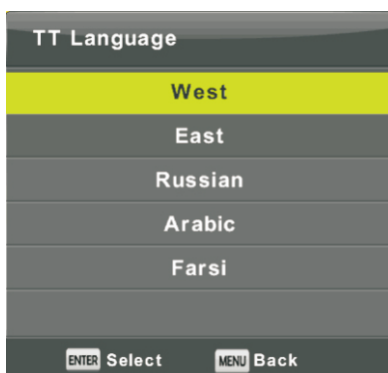 TT Language
West
East
Russian
Arabic
Farsi
ENTER Select MENU Back